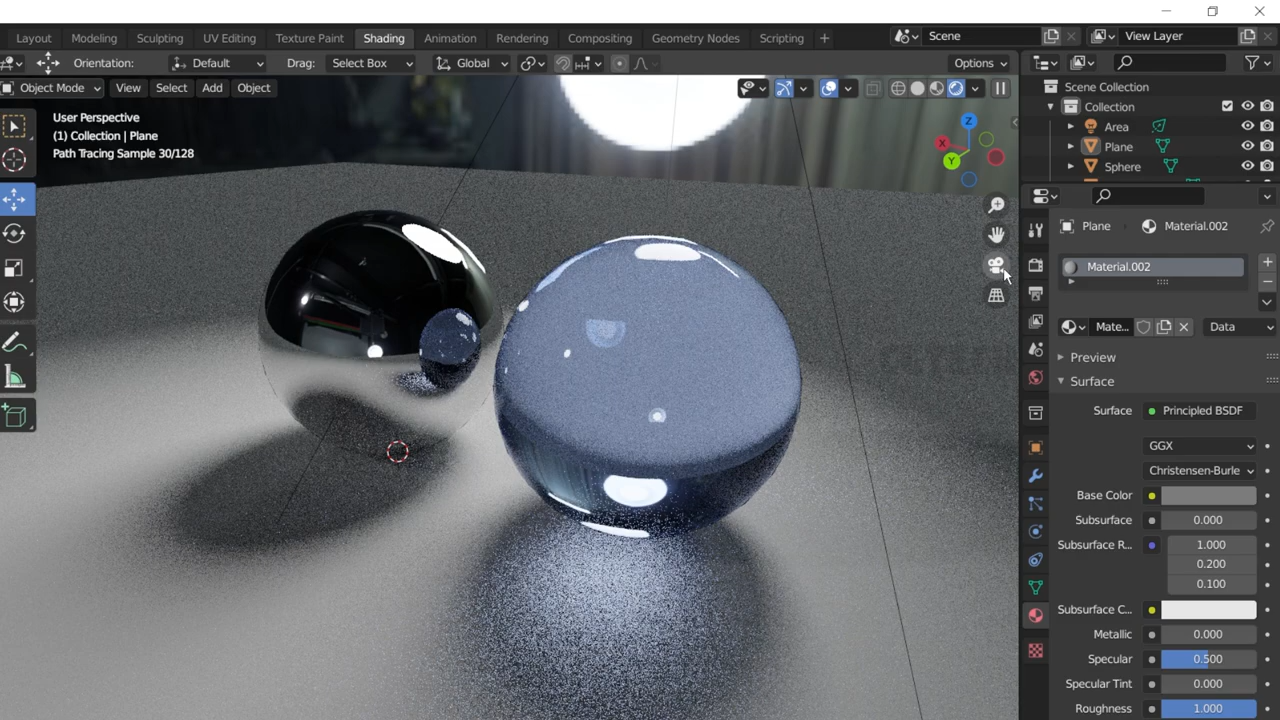 Layout Modeling Sculpting UV Editing Texture Paint Shading Animation Rendering Compositing Geometry Nodes Scripting + Scene View Layer
Orientation: Default Drag: Select Box Global Options
Object Mode View Select Add Object
User Perspective
(1) Collection | Plane
Path Tracing Sample 30/128
Z
X
Y
Scene Collection
Collection
Area
Plane
Sphere
Plane Material.002
Material.002
Mate... Data
Preview
Surface
Surface Principled BSDF
GGX
Christensen-Burle
Base Color
Subsurface 0.000
Subsurface R... 1.000
0.200
0.100
Subsurface C...
Metallic 0.000
Specular 0.500
Specular Tint 0.000
Roughness 1.000